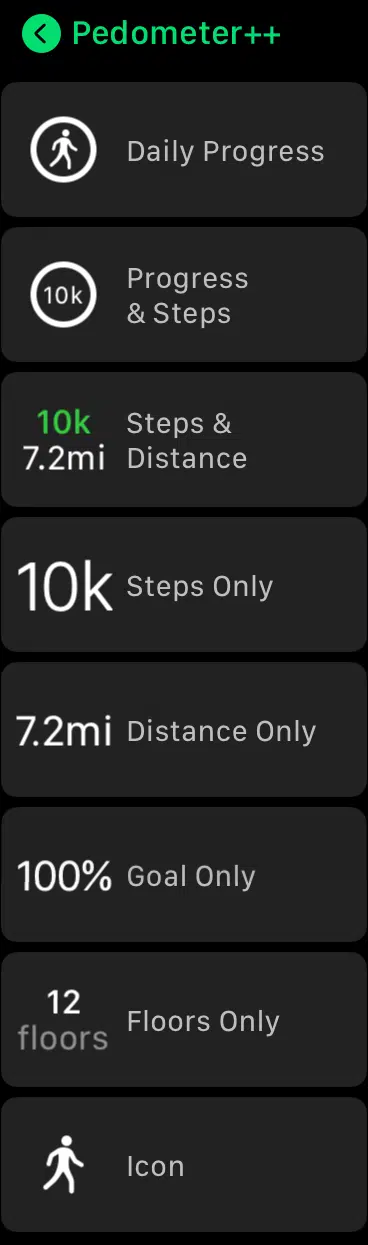 Pedometer++
Daily Progress
10k
Progress
& Steps
10k
7.2mi
Steps &
Distance
10k
Steps Only
7.2mi
Distance Only
100%
Goal Only
12
floors
Floors Only
Icon